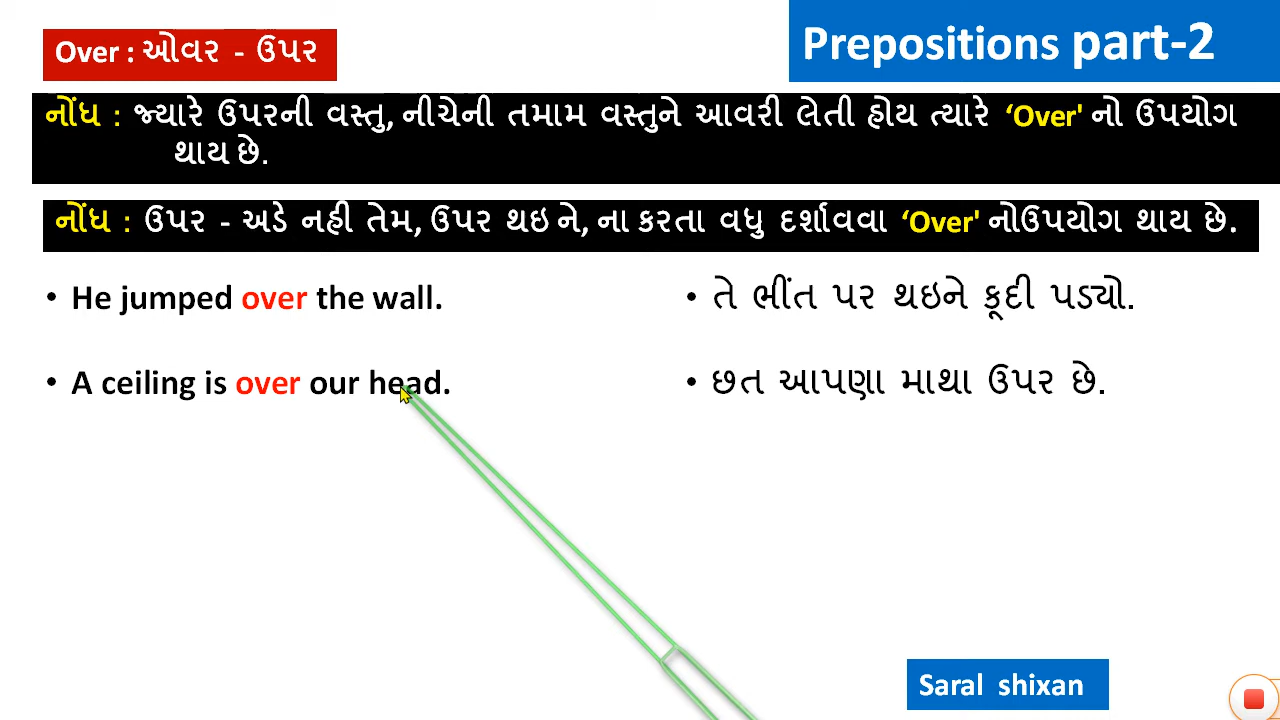 Over : ઓવર - ઉપર
Prepositions part-2
નોંધ : જ્યારે ઉપરની વસ્તુ, નીચેની તમામ વસ્તુને આવરી લેતી હોય ત્યારે ‘Over' નો ઉપયોગ
થાય છે.
નોંધ : ઉપર - અડે નહી તેમ, ઉપર થઇ ને, ના કરતા વધુ દર્શાવવા ‘Over' નોઉપયોગ થાય છે.
• He jumped over the wall.
• તે ભીંત પર થઇને કૂદી પડ્યો.
• A ceiling is over our head.
• છત આપણા માથા ઉપર છે.
Saral shixan